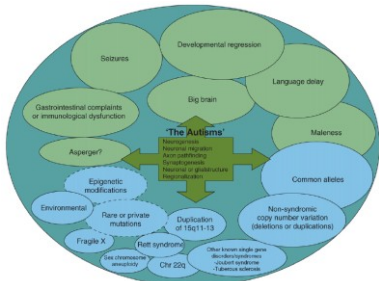 Developmental regression
Seizures
Language delay
Big brain
Gastrointestinal complaints
or immunological dysfunction
'The Autisms'
Maleness
Neurogenesis
Neuronal migration
Axon pathfinding
Synaptogenesis
Neuronal or glial structure
Regionalization
Asperger?
Common alleles
Epigenetic
modifications
Environmental
Rare or private
mutations
Duplication
of 15q11-13
Non-syndromic
copy number variation
(deletions or duplications)
Fragile X
Rett syndrome
Sex chromosome
aneuploidy
Chr 22q
Other known single gene
disorders/syndromes
-Joubert syndrome
-Tuberous sclerosis